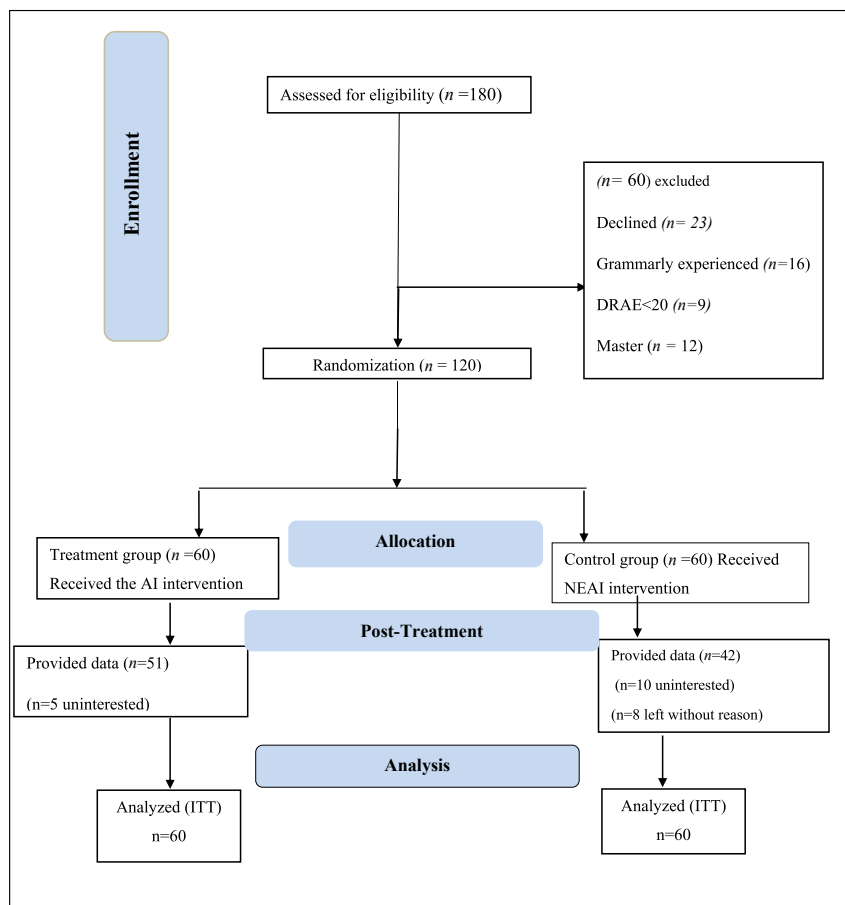 Enrollment
Assessed for eligibility (n =180)
(n= 60) excluded
Declined (n= 23)
Grammarly experienced (n=16)
DRAE<20 (n=9)
Master (n = 12)
Randomization (n = 120)
Allocation
Treatment group (n =60)
Received the AI intervention
Control group (n =60) Received
NEAI intervention
Post-Treatment
Provided data (n=51)
(n=5 uninterested)
Provided data (n=42)
(n=10 uninterested)
(n=8 left without reason)
Analysis
Analyzed (ITT)
n=60
Analyzed (ITT)
n=60